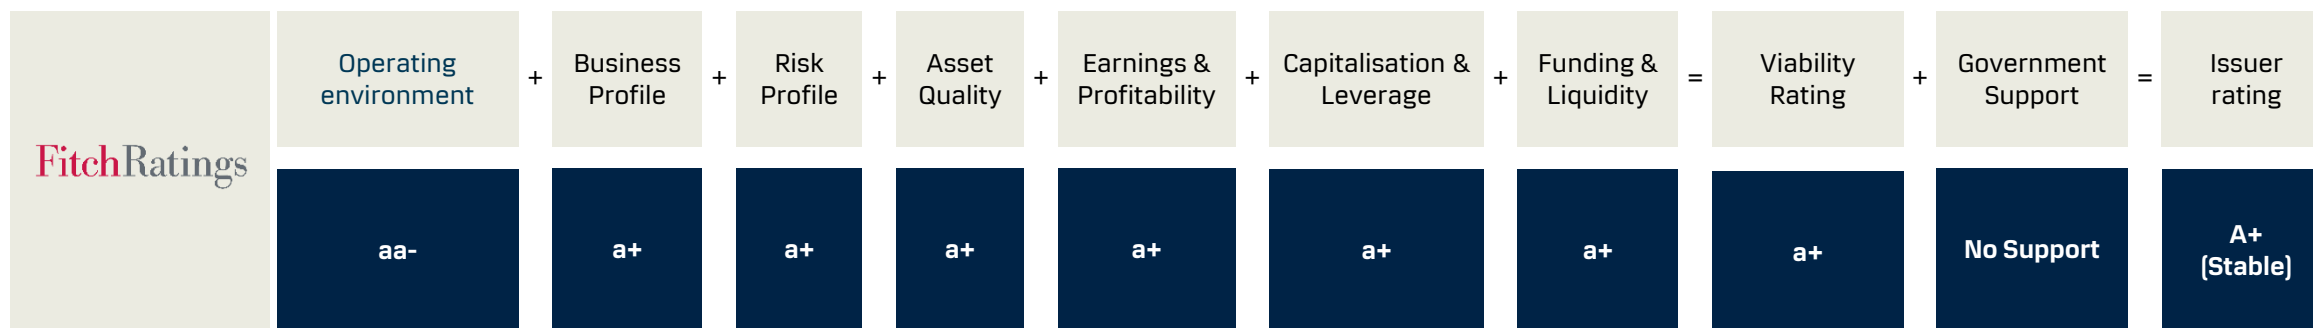 Operating
environment
+
Business
Profile
+
Risk
Profile
+
Asset
Quality
+
Earnings &
Profitability
+
Capitalisation &
Leverage
+
Funding &
Liquidity
=
Viability
Rating
+
Government
Support
=
Issuer
rating
FitchRatings
aa-
a+
a+
a+
a+
a+
a+
a+
No Support
A+
(Stable)